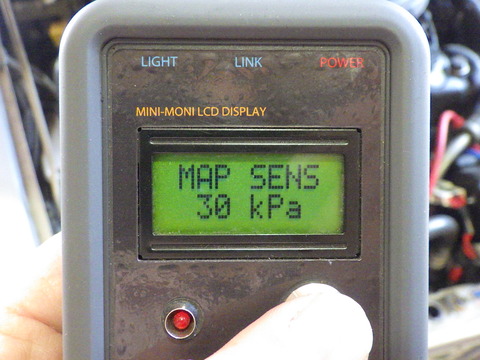 LIGHT LINK POWER
MINI-MONI LCD DISPLAY
MAP SENS
30 kPa